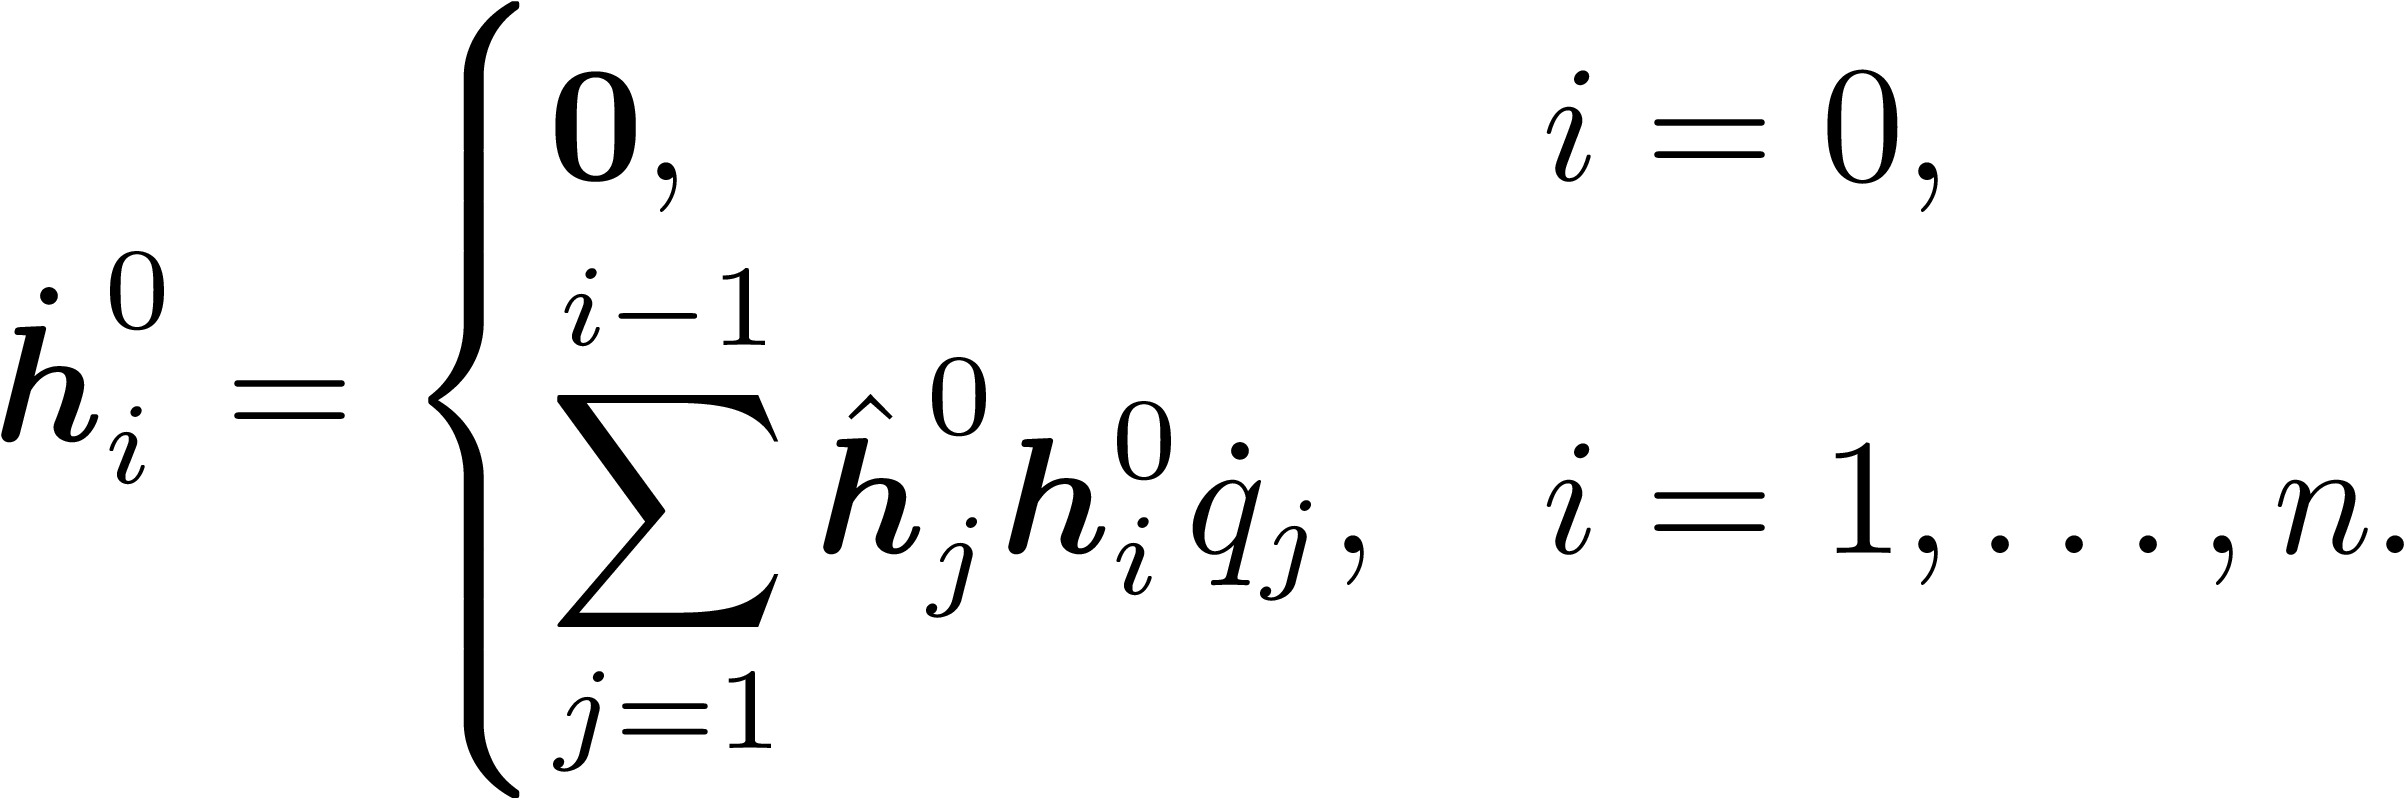 \dot{\boldsymbol{h}}_i^0 = \begin{cases} \mathbf{0}, & i = 0, \\ \displaystyle\sum_{j=1}^{i-1} \hat{\boldsymbol{h}}_j^0 \boldsymbol{h}_i^0 \dot{q}_j, & i = 1, \ldots, n. \end{cases}